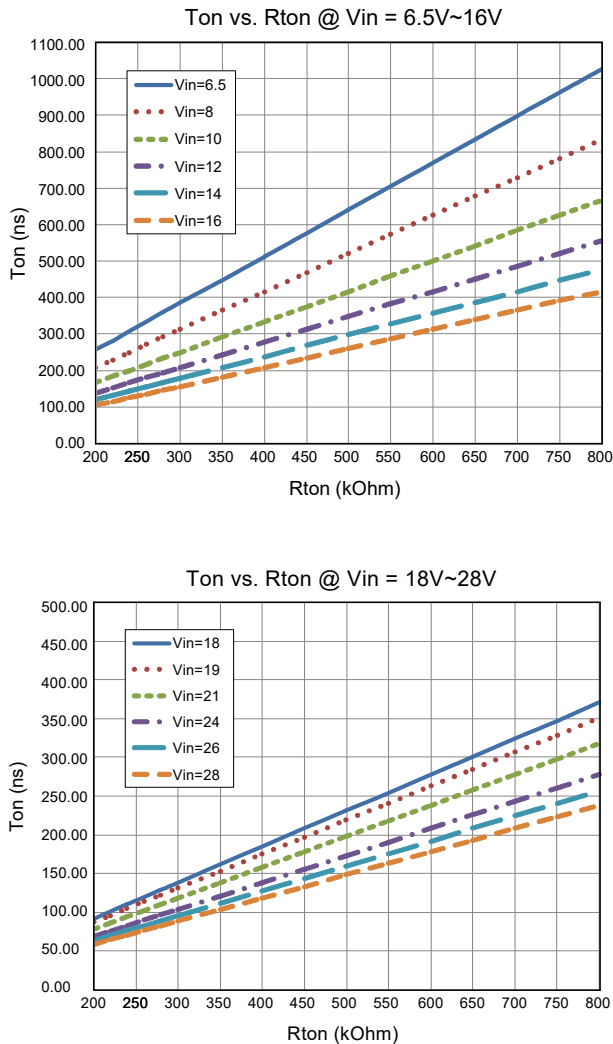 Ton vs. Rton @ Vin = 6.5V~16V
1100.00
1000.00
900.00
800.00
700.00
600.00
500.00
400.00
300.00
200.00
100.00
0.00
Ton (ns)
Vin=6.5
Vin=8
Vin=10
Vin=12
Vin=14
Vin=16
200 250 300 350 400 450 500 550 600 650 700 750 800
Rton (kOhm)
Ton vs. Rton @ Vin = 18V~28V
500.00
450.00
400.00
350.00
300.00
250.00
200.00
150.00
100.00
50.00
0.00
Ton (ns)
Vin=18
Vin=19
Vin=21
Vin=24
Vin=26
Vin=28
200 250 300 350 400 450 500 550 600 650 700 750 800
Rton (kOhm)